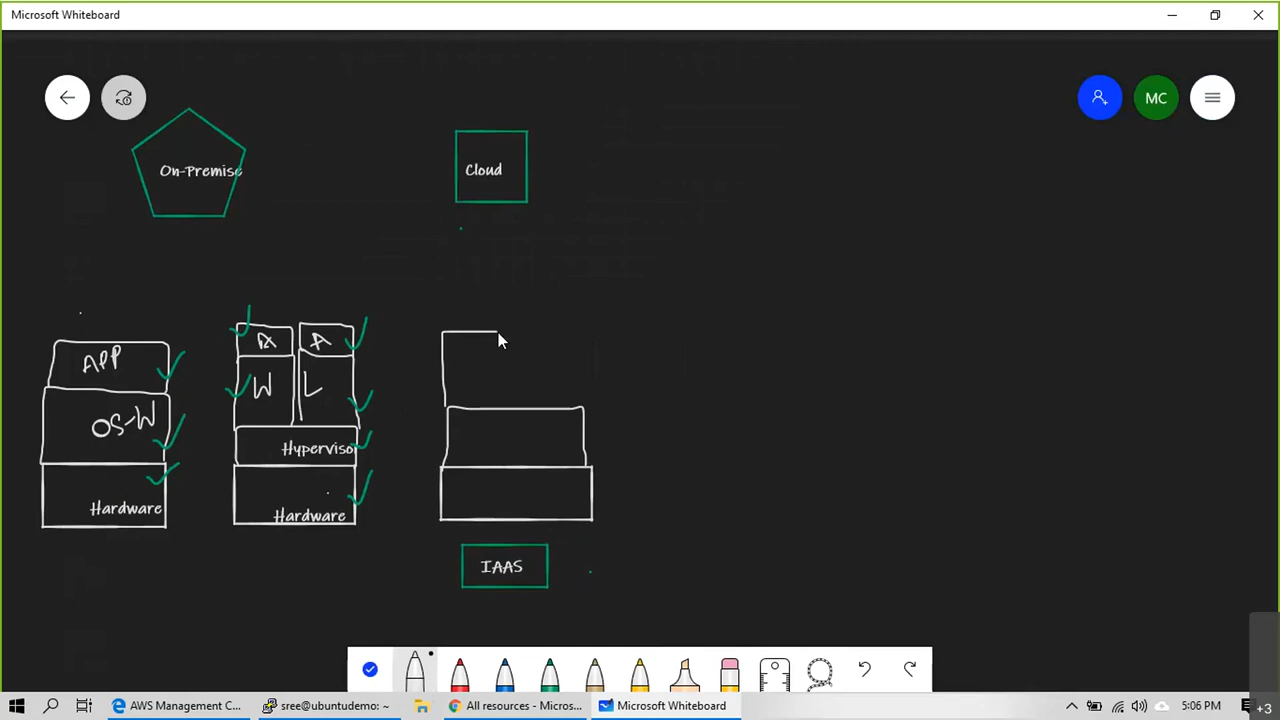 Microsoft Whiteboard
MC
On-Premise
Cloud
APP
OS-W
Hardware
A
A
W
L
Hypervisor
Hardware
IAAS
AWS Management C...
sree@ubuntudemo: ~
All resources - Micros...
Microsoft Whiteboard
5:06 PM
+3